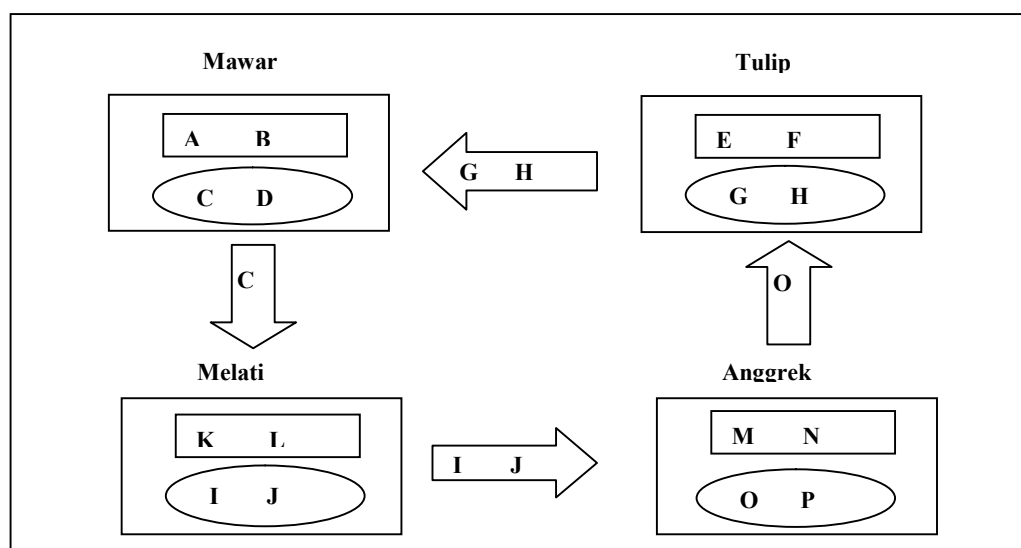 Mawar Tulip
A B
E F
G H
C D
G H
C
O
Melati Anggrek
K L
M N
I J
I J
O P